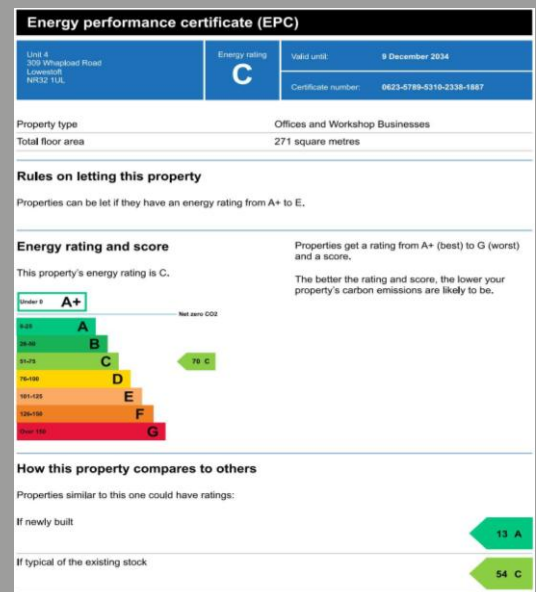 Energy performance certificate (EPC)
Unit 4
309 Whapload Road
Lowestoft
NR32 1UL
Energy rating
C
Valid until:
9 December 2034
Certificate number:
0623-5789-5310-2338-1887
Property type
Offices and Workshop Businesses
Total floor area
271 square metres
Rules on letting this property
Properties can be let if they have an energy rating from A+ to E.
Energy rating and score
This property's energy rating is C.
Properties get a rating from A+ (best) to G (worst)
and a score.
The better the rating and score, the lower your
property's carbon emissions are likely to be.
Under 0 A+
Net zero CO2
0-25 A
26-50 B
51-75 C
70 C
76-100 D
101-125 E
126-150 F
Over 150 G
How this property compares to others
Properties similar to this one could have ratings:
If newly built
13 A
If typical of the existing stock
54 C